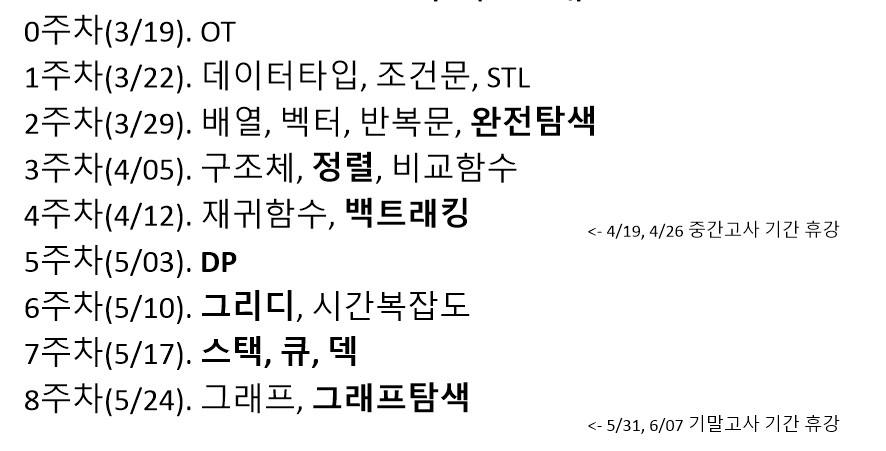 0주차(3/19). OT
1주차(3/22). 데이터타입, 조건문, STL
2주차(3/29). 배열, 벡터, 반복문, 완전탐색
3주차(4/05). 구조체, 정렬, 비교함수
4주차(4/12). 재귀함수, 백트래킹
<- 4/19, 4/26 중간고사 기간 휴강
5주차(5/03). DP
6주차(5/10). 그리디, 시간복잡도
7주차(5/17). 스택, 큐, 덱
8주차(5/24). 그래프, 그래프탐색
<- 5/31, 6/07 기말고사 기간 휴강